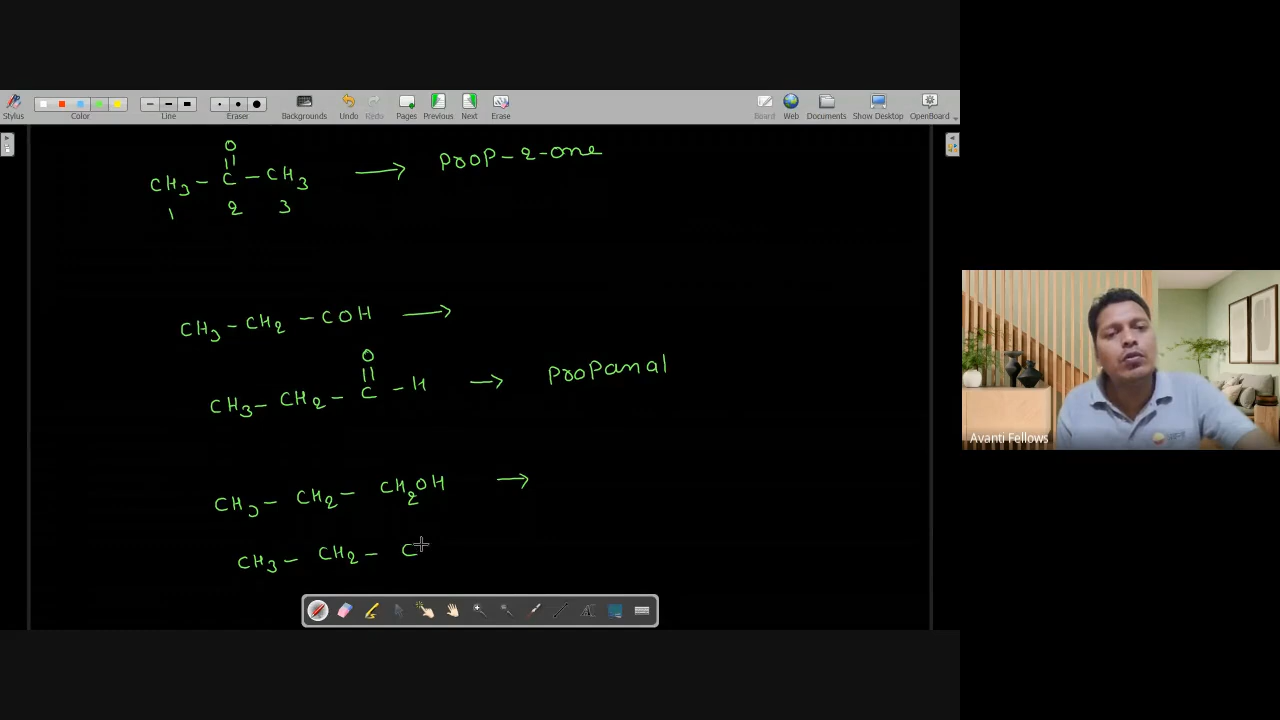 Stylus Color Line Eraser Backgrounds Undo Redo Pages Previous Next Erase Board Web Documents Show Desktop OpenBoard
O
||
CH3 - C - CH3 → Prop-2-one
1 2 3
CH3 - CH2 - COH →
O
||
CH3 - CH2 - C - H → Propanal
CH3 - CH2 - CH2OH →
CH3 - CH2 - C
Avanti Fellows